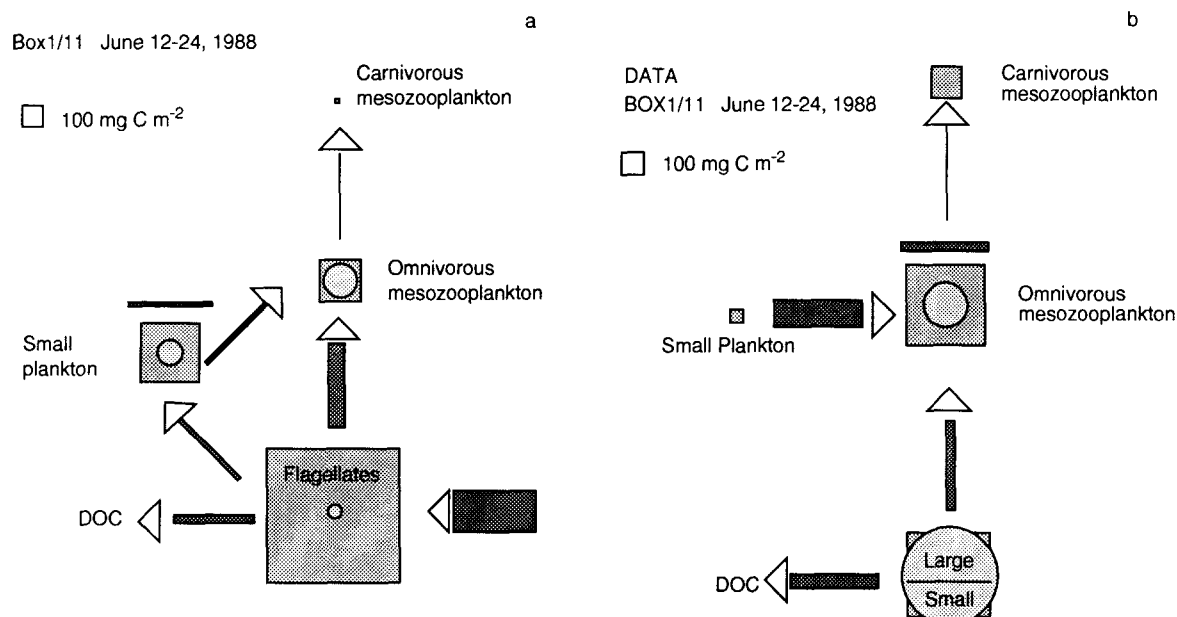 a
Box1/11 June 12-24, 1988
100 mg C m-2
Carnivorous
mesozooplankton
Omnivorous
mesozooplankton
Small
plankton
Flagellates
DOC
b
DATA
BOX1/11 June 12-24, 1988
100 mg C m-2
Carnivorous
mesozooplankton
Omnivorous
mesozooplankton
Small Plankton
Large
Small
DOC